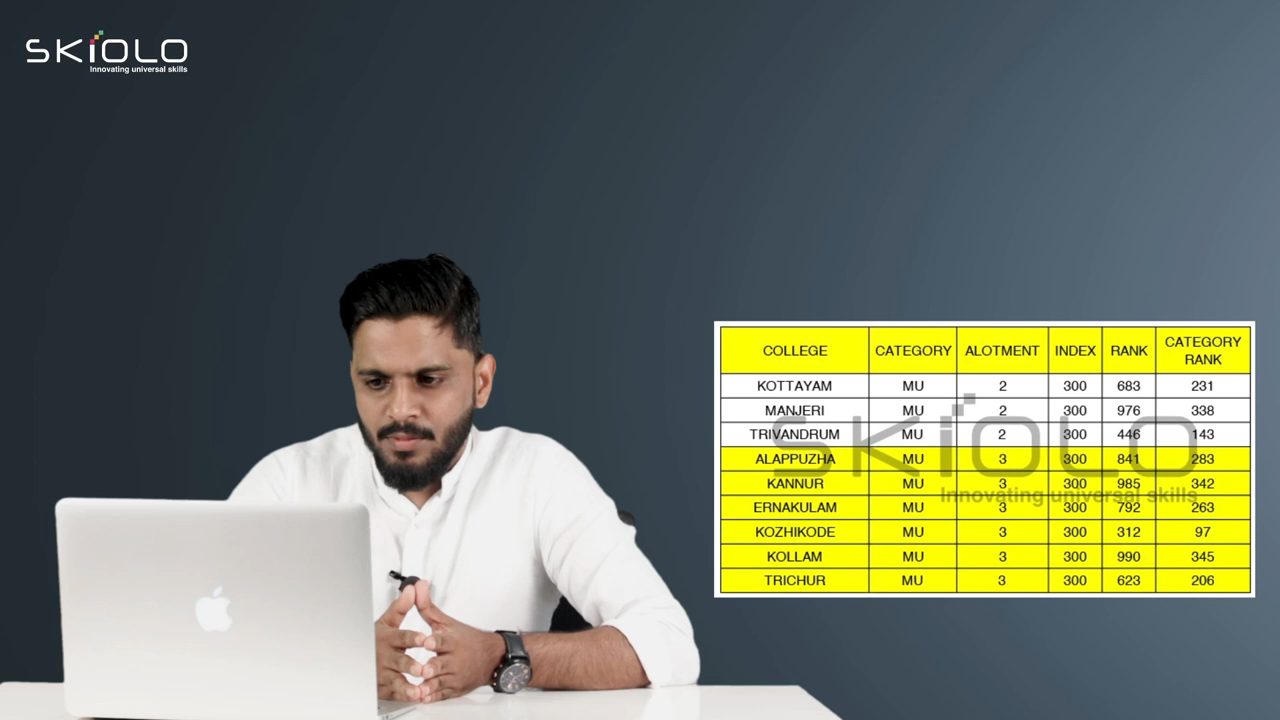 SKIOLO
Innovating universal skills
COLLEGE CATEGORY ALOTMENT INDEX RANK CATEGORY RANK
KOTTAYAM MU 2 300 683 231
MANJERI MU 2 300 976 338
TRIVANDRUM MU 2 300 446 143
ALAPPUZHA MU 3 300 841 283
KANNUR MU 3 300 985 342
ERNAKULAM MU 3 300 792 263
KOZHIKODE MU 3 300 312 97
KOLLAM MU 3 300 990 345
TRICHUR MU 3 300 623 206
SKIOLO
Innovating universal skills